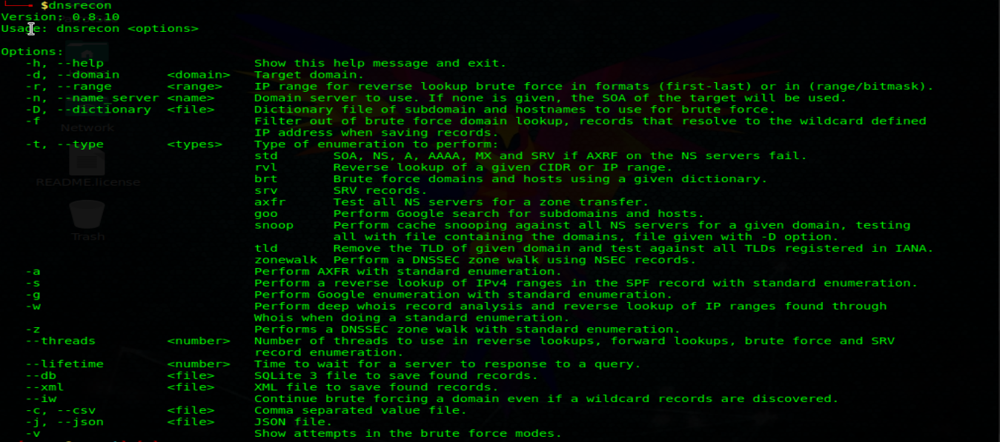 $dnsrecon
Version: 0.8.10
Usage: dnsrecon <options>
Options:
-h, --help Show this help message and exit.
-d, --domain <domain> Target domain.
-r, --range <range> IP range for reverse lookup brute force in formats (first-last) or in (range/bitmask).
-n, --name_server <name> Domain server to use. If none is given, the SOA of the target will be used.
-D, --dictionary <file> Dictionary file of subdomain and hostnames to use for brute force.
-f Filter out of brute force domain lookup, records that resolve to the wildcard defined
Network
IP address when saving records.
-t, --type <types> Type of enumeration to perform:
std SOA, NS, A, AAAA, MX and SRV if AXRF on the NS servers fail.
rvl Reverse lookup of a given CIDR or IP range.
brt Brute force domains and hosts using a given dictionary.
README.license
srv SRV records.
axfr Test all NS servers for a zone transfer.
goo Perform Google search for subdomains and hosts.
snoop Perform cache snooping against all NS servers for a given domain, testing
all with file containing the domains, file given with -D option.
Trash
tld Remove the TLD of given domain and test against all TLDs registered in IANA.
zonewalk Perform a DNSSEC zone walk using NSEC records.
-a Perform AXFR with standard enumeration.
-s Perform a reverse lookup of IPv4 ranges in the SPF record with standard enumeration.
-g Perform Google enumeration with standard enumeration.
-w Perform deep whois record analysis and reverse lookup of IP ranges found through
Whois when doing a standard enumeration.
-z Performs a DNSSEC zone walk with standard enumeration.
--threads <number> Number of threads to use in reverse lookups, forward lookups, brute force and SRV
record enumeration.
--lifetime <number> Time to wait for a server to response to a query.
--db <file> SQLite 3 file to save found records.
--xml <file> XML file to save found records.
--iw Continue brute forcing a domain even if a wildcard records are discovered.
-c, --csv <file> Comma separated value file.
-j, --json <file> JSON file.
-v Show attempts in the brute force modes.